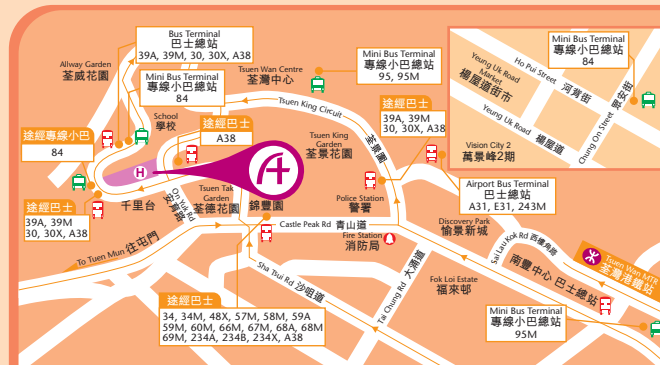 Bus Terminal
巴士總站
39A, 39M, 30, 30X, A38
Allway Garden
荃威花園
Mini Bus Terminal
專線小巴總站
84
Tsuen Wan Centre
荃灣中心
Mini Bus Terminal
專線小巴總站
95, 95M
Yeung Uk Road
Market
楊屋道街市
Ho Pui Street
河背街
Mini Bus Terminal
專線小巴總站
84
Yeung Uk Road 楊屋道
Chung On Street 眾安街
Vision City 2
萬景峰2期
School
學校
途經專線小巴
84
途經巴士
A38
Tsuen King Circuit
荃景圍
Tsuen King
Garden
荃景花園
途經巴士
39A, 39M
30, 30X, A38
H
千里台
途經巴士
39A, 39M
30, 30X, A38
On Yuk Rd
安育路
Tsuen Tak
Garden
荃德花園
錦豐園
Police Station
警署
Airport Bus Terminal
巴士總站
A31, E31, 243M
Castle Peak Rd 青山道
Fire Station
消防局
Discovery Park
愉景新城
Sai Lau Kok Rd 西樓角路
Tsuen Wan MTR
荃灣港鐵站
To Tuen Mun 往屯門
Sha Tsui Rd 沙咀道
Tai Chung Rd 大涌道
Fok Loi Estate
福來邨
南豐中心 巴士總站
途經巴士
34, 34M, 48X, 57M, 58M, 59A
59M, 60M, 66M, 67M, 68A, 68M
69M, 234A, 234B, 234X, A38
Mini Bus Terminal
專線小巴總站
95M